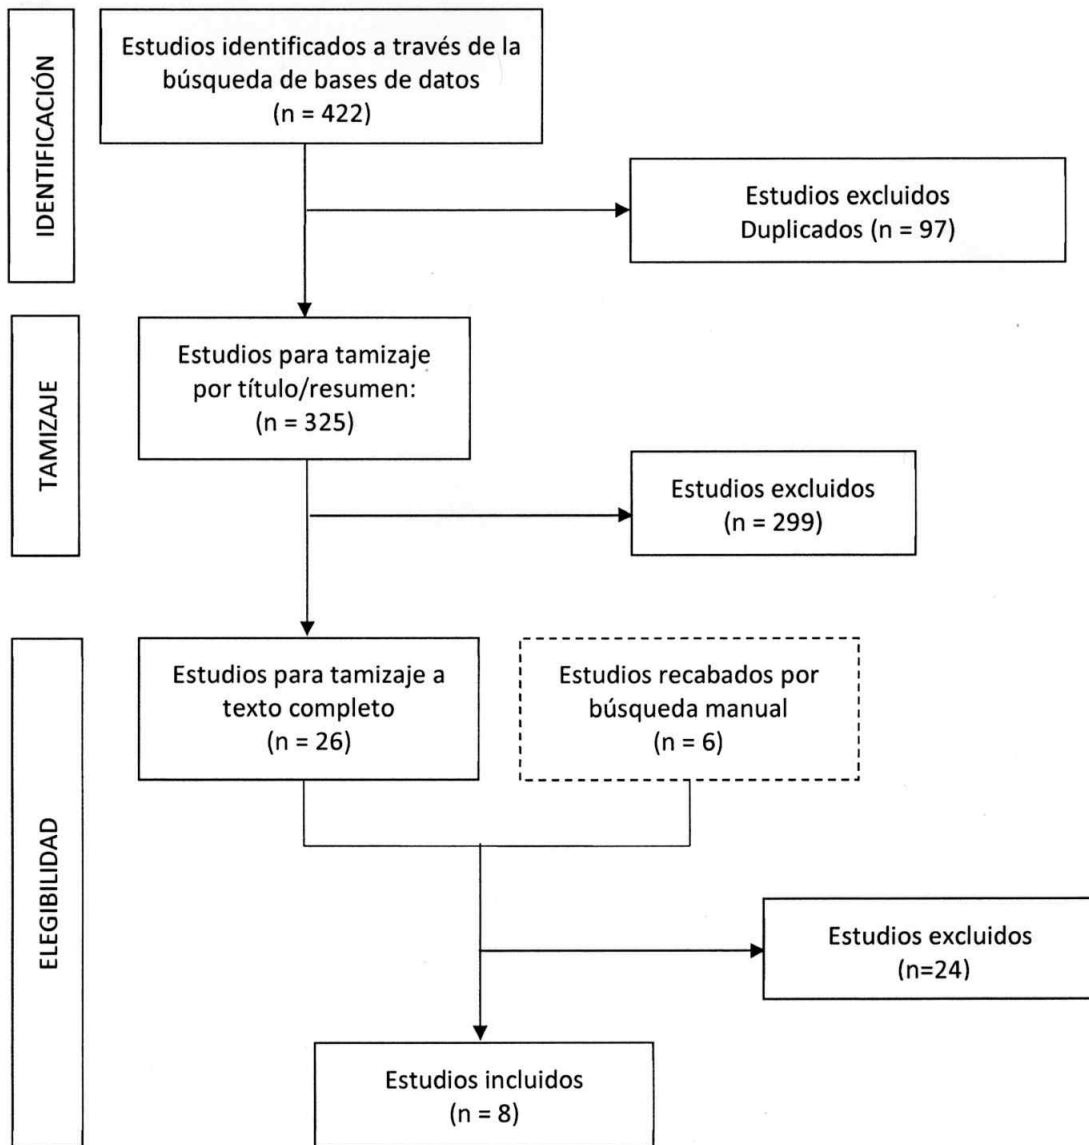 IDENTIFICACIÓN
Estudios identificados a través de la
búsqueda de bases de datos
(n = 422)
Estudios excluidos
Duplicados (n = 97)
TAMIZAJE
Estudios para tamizaje
por título/resumen:
(n = 325)
Estudios excluidos
(n = 299)
ELEGIBILIDAD
Estudios para tamizaje a
texto completo
(n = 26)
Estudios recabados por
búsqueda manual
(n = 6)
Estudios excluidos
(n=24)
Estudios incluidos
(n = 8)